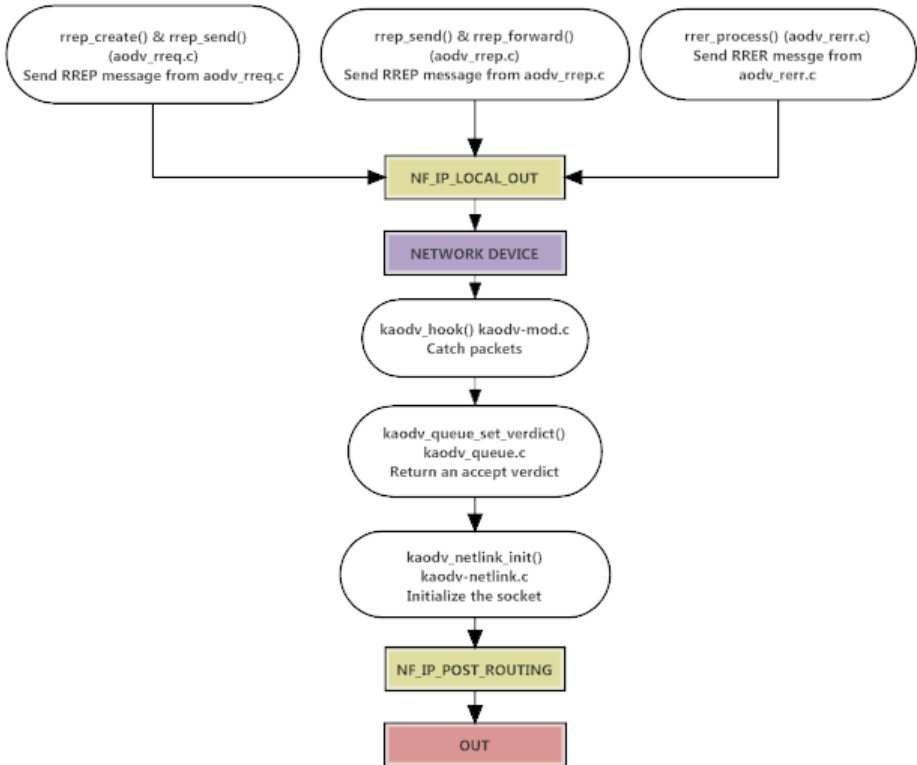 rrep_create() & rrep_send()
(aodv_rreq.c)
Send RREP message from aodv_rreq.c
rrep_send() & rrep_forward()
(aodv_rrep.c)
Send RREP message from aodv_rrep.c
rrer_process() (aodv_rerr.c)
Send RRER messge from
aodv_rerr.c
NF_IP_LOCAL_OUT
NETWORK DEVICE
kaodv_hook() kaodv-mod.c
Catch packets
kaodv_queue_set_verdict()
kaodv_queue.c
Return an accept verdict
kaodv_netlink_init()
kaodv-netlink.c
Initialize the socket
NF_IP_POST_ROUTING
OUT